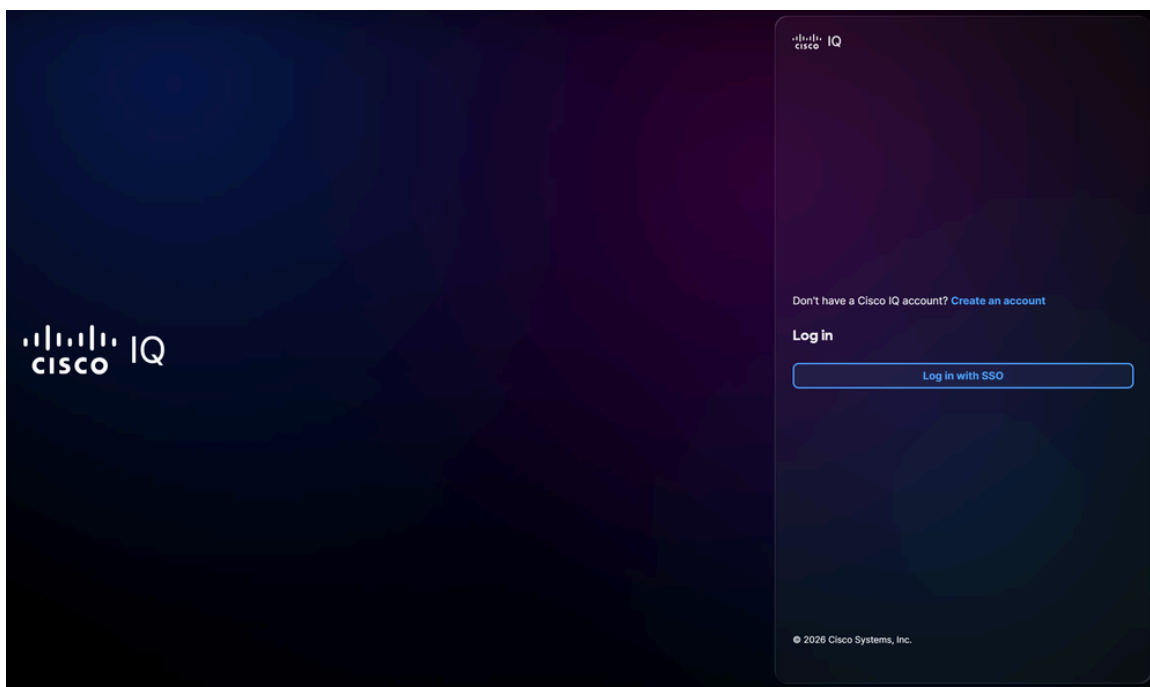 CISCO IQ
CISCO IQ
Don't have a Cisco IQ account? Create an account
Log in
Log in with SSO
© 2026 Cisco Systems, Inc.